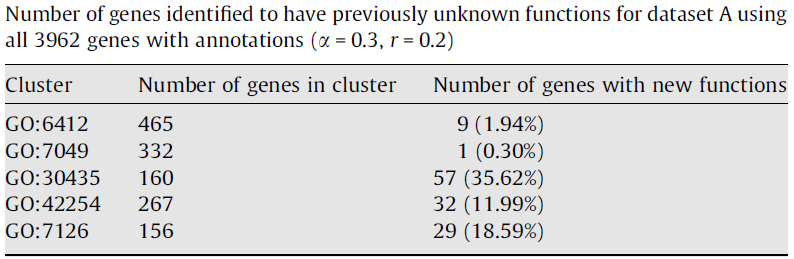 Number of genes identified to have previously unknown functions for dataset A using
all 3962 genes with annotations (α = 0.3, r = 0.2)
Cluster Number of genes in cluster Number of genes with new functions
GO:6412 465 9 (1.94%)
GO:7049 332 1 (0.30%)
GO:30435 160 57 (35.62%)
GO:42254 267 32 (11.99%)
GO:7126 156 29 (18.59%)